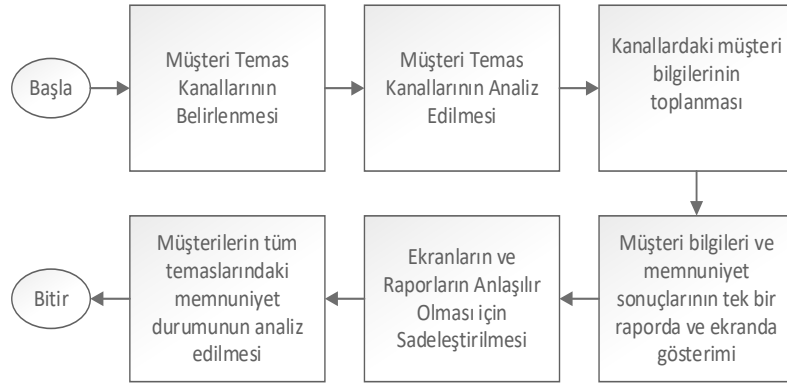 Başla
Müşteri Temas
Kanallarının
Belirlenmesi
Müşteri Temas
Kanallarının Analiz
Edilmesi
Kanallardaki müşteri
bilgilerinin
toplanması
Müşteri bilgileri ve
memnuniyet
sonuçlarının tek bir
raporda ve ekranda
gösterimi
Ekranların ve
Raporların Anlaşılır
Olması için
Sadeleştirilmesi
Müşterilerin tüm
temaslarındaki
memnuniyet
durumunun analiz
edilmesi
Bitir